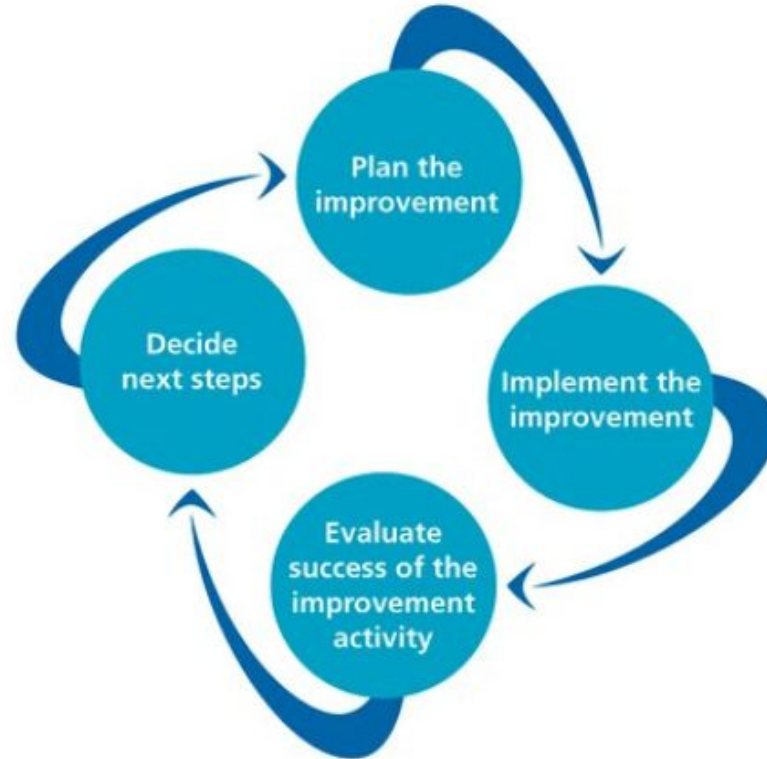 Plan the
improvement
Implement the
improvement
Evaluate
success of the
improvement
activity
Decide
next steps